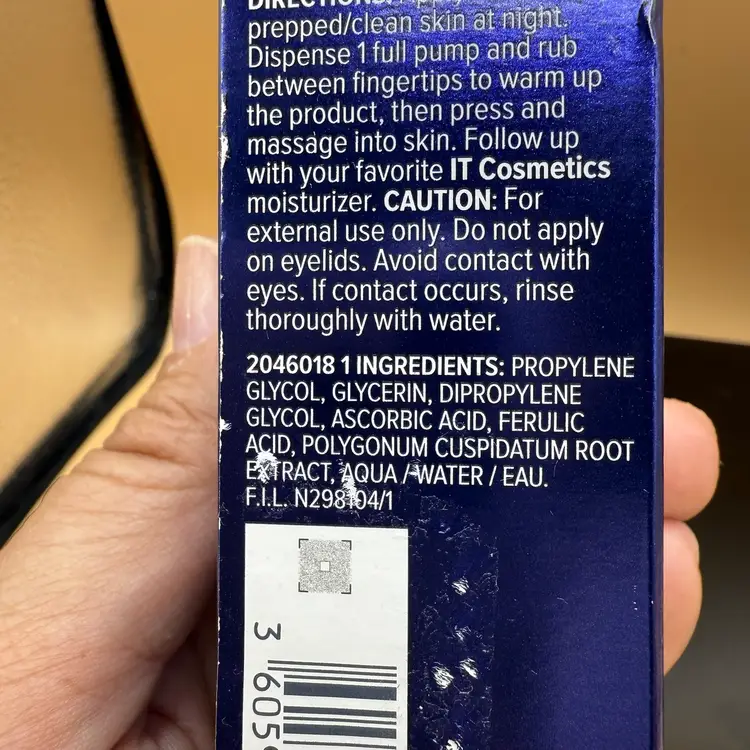 DIRECTIONS: Apply
prepped/clean skin at night.
Dispense 1 full pump and rub
between fingertips to warm up
the product, then press and
massage into skin. Follow up
with your favorite IT Cosmetics
moisturizer. CAUTION: For
external use only. Do not apply
on eyelids. Avoid contact with
eyes. If contact occurs, rinse
thoroughly with water.
2046018 1 INGREDIENTS: PROPYLENE
GLYCOL, GLYCERIN, DIPROPYLENE
GLYCOL, ASCORBIC ACID, FERULIC
ACID, POLYGONUM CUSPIDATUM ROOT
EXTRACT, AQUA / WATER / EAU.
F.I.L. N298104/1
3 605